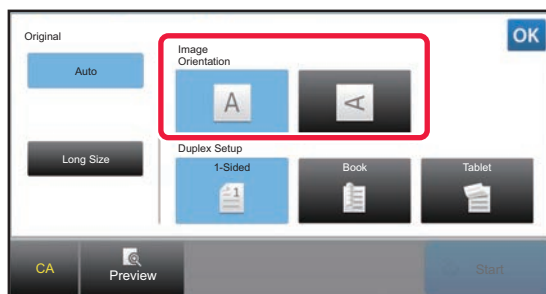 Original
Image
Orientation
OK
Auto
A
A
Long Size
Duplex Setup
1-Sided
Book
Tablet
1
CA
Preview
Start